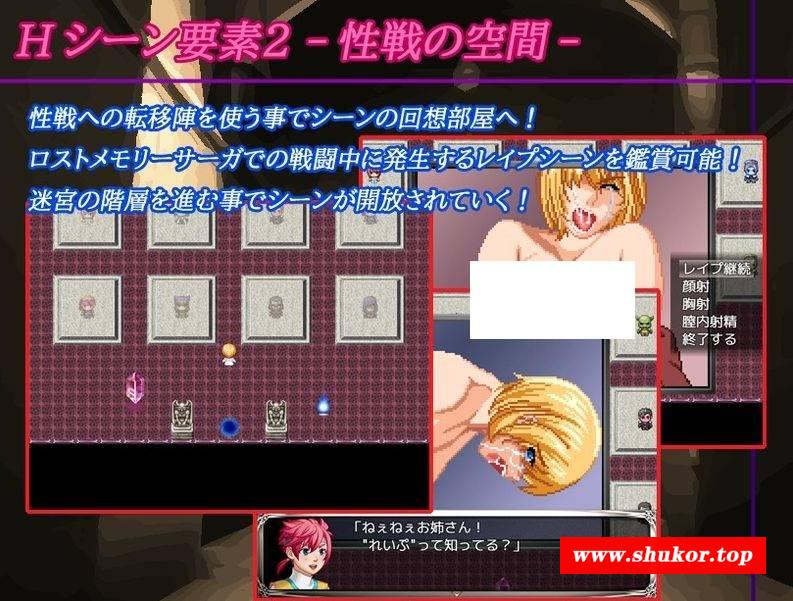 Hシーン要素2 －性戦の空間－
性戦への転移陣を使う事でシーンの回想部屋へ！
ロストメモリーサーガでの戦闘中に発生するレイプシーンを鑑賞可能！
迷宮の階層を進む事でシーンが開放されていく！
レイプ継続
顔射
胸射
膣内射精
終了する
「ねぇねぇお姉さん！
"れいぷ"って知ってる？」
www.shukor.top